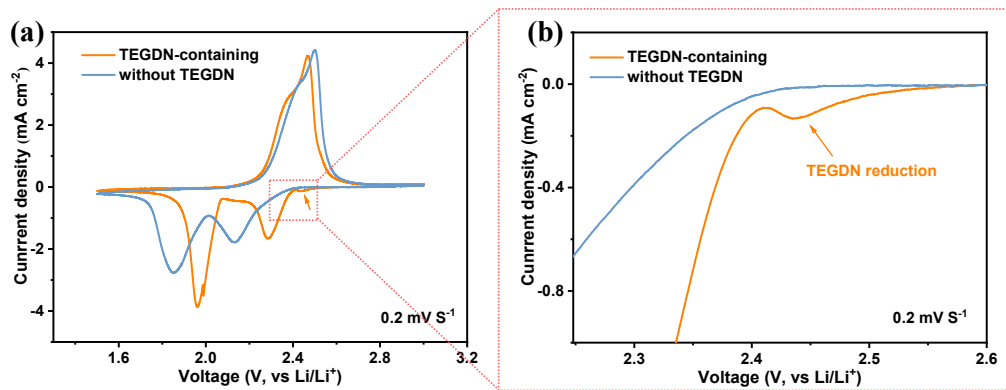 (a)
TEGDN-containing
without TEGDN
4
2
0
-2
-4
1.6
2.0
2.4
2.8
3.2
Cunrrent density (mA cm-2)
Voltage (V, vs Li/Li+)
0.2 mV S-1
(b)
TEGDN-containing
without TEGDN
TEGDN reduction
0.0
-0.4
-0.8
2.3
2.4
2.5
2.6
Cunrrent density (mA cm-2)
Voltage (V, vs Li/Li+)
0.2 mV S-1